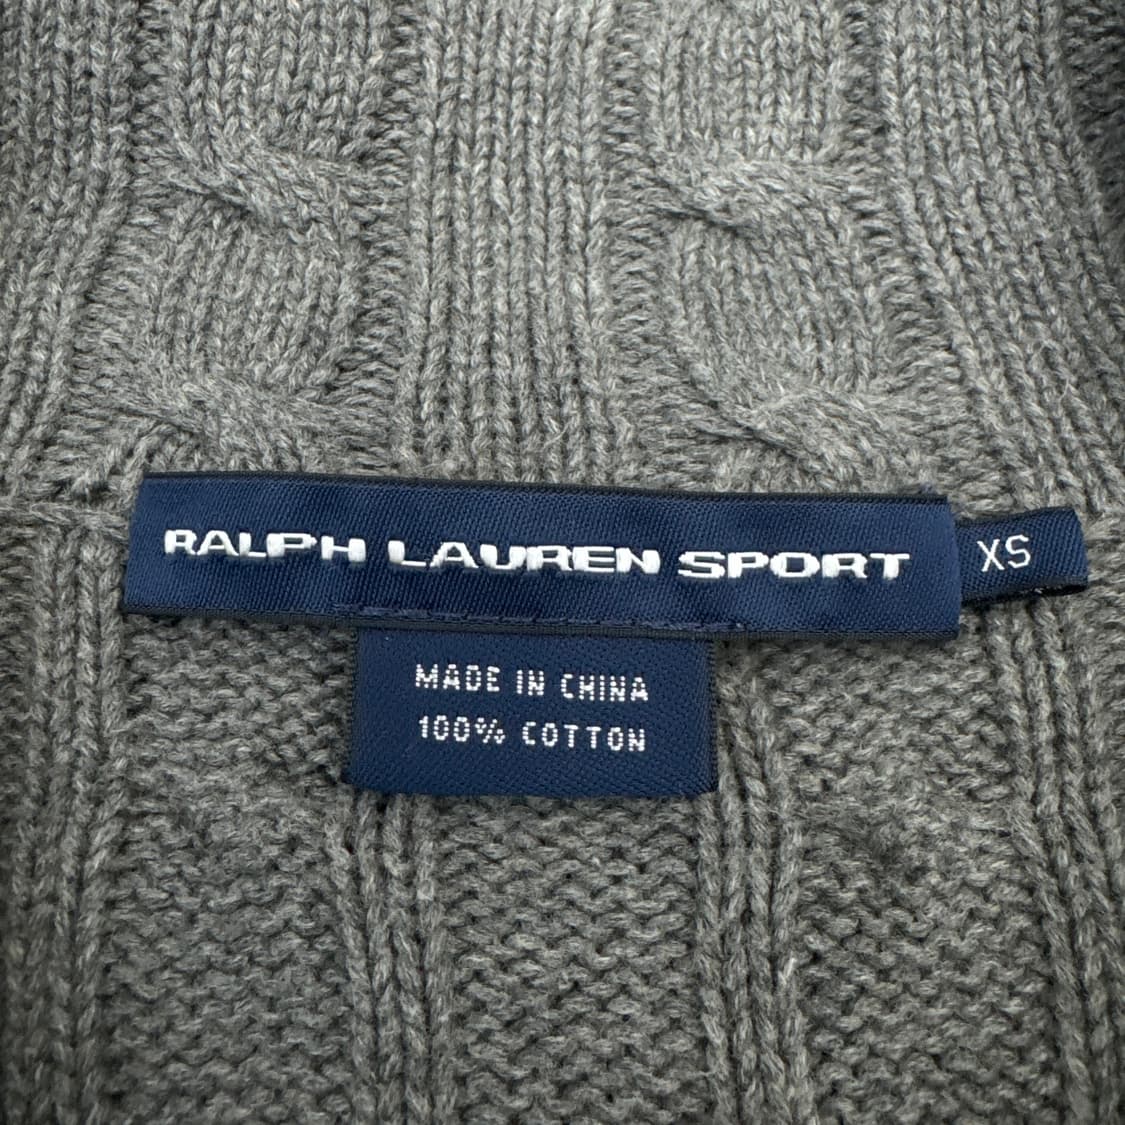 RALPH LAUREN SPORT
XS
MADE IN CHINA
100% COTTON